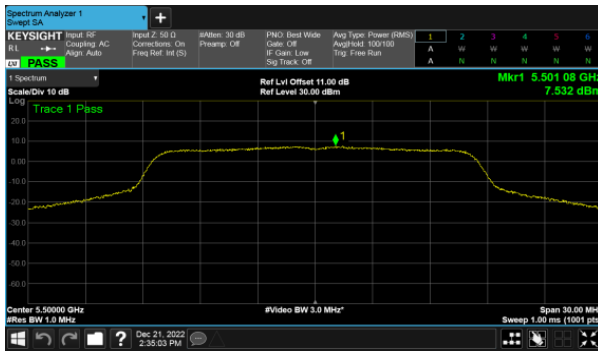 Spectrum Analyzer 1
Swept SA
+
KEYSIGHT Input: RF Input Z: 50 Ω #Atten: 30 dB PNO: Best Wide Avg Type: Power (RMS) 1 2 3 4 5 6
RL Coupling: AC Corrections: On Preamp: Off Gate: Off Avg|Hold: 100/100 A W W W W W
Align: Auto Freq Ref: Int (S) IF Gain: Low Trig: Free Run
PASS Sig Track: Off A N N N N N
1 Spectrum
Scale/Div 10 dB
Ref Lvl Offset 11.00 dB
Ref Level 30.00 dBm
Mkr1 5.501 08 GHz
7.532 dBm
Log
Trace 1 Pass
20.0
10.0
1
0.00
-10.0
-20.0
-30.0
-40.0
-50.0
-60.0
Center 5.50000 GHz #Video BW 3.0 MHz* Span 30.00 MHz
#Res BW 1.0 MHz Sweep 1.00 ms (1001 pts
?
Dec 21, 2022
2:35:03 PM